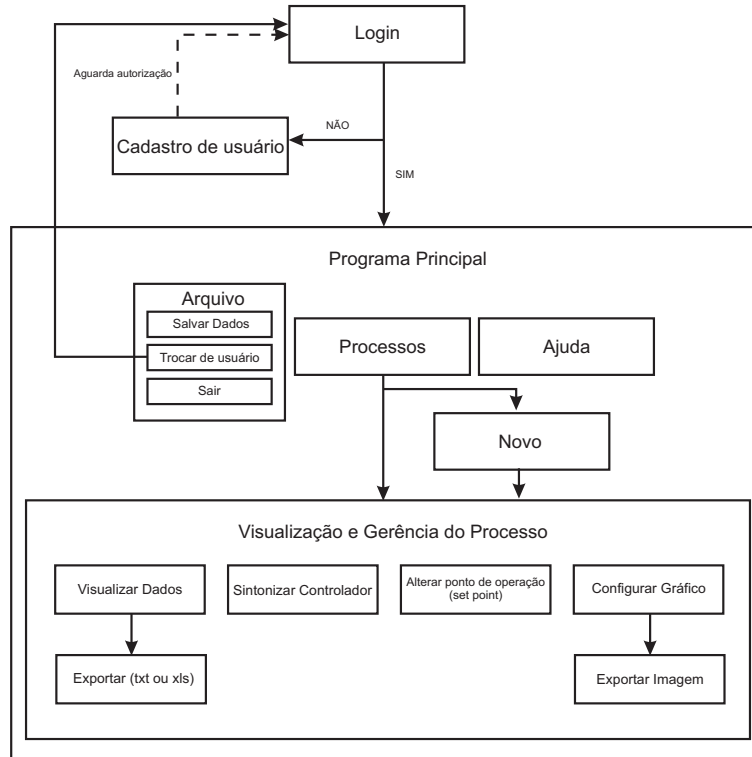 Login
Aguarda autorização
NÃO
Cadastro de usuário
SIM
Programa Principal
Arquivo
Salvar Dados
Trocar de usuário
Sair
Processos
Ajuda
Novo
Visualização e Gerência do Processo
Visualizar Dados
Sintonizar Controlador
Alterar ponto de operação
(set point)
Configurar Gráfico
Exportar (txt ou xls)
Exportar Imagem